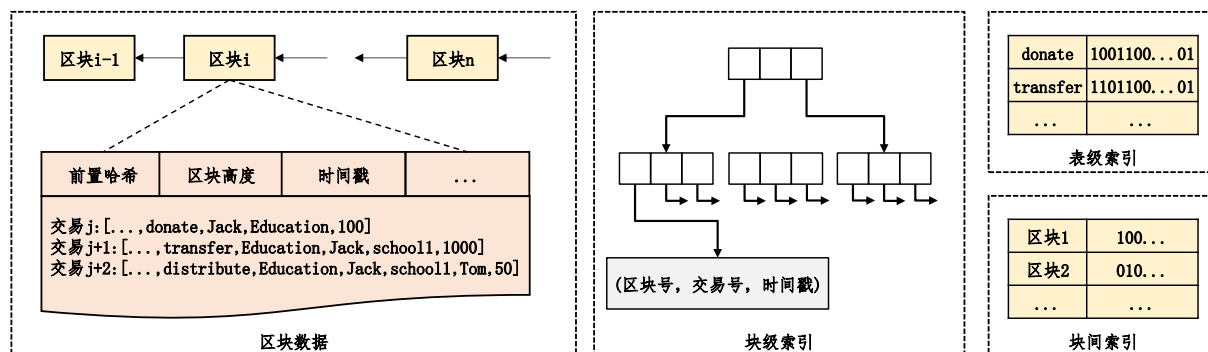 区块i-1
区块i
区块n
前置哈希 区块高度 时间戳 ...
交易j:[...,donate,Jack,Education,100]
交易j+1:[...,transfer,Education,Jack,school1,1000]
交易j+2:[...,distribute,Education,Jack,school1,Tom,50]
区块数据
(区块号，交易号，时间戳)
块级索引
donate 1001100...01
transfer 1101100...01
... ...
表级索引
区块1 100...
区块2 010...
... ...
块间索引